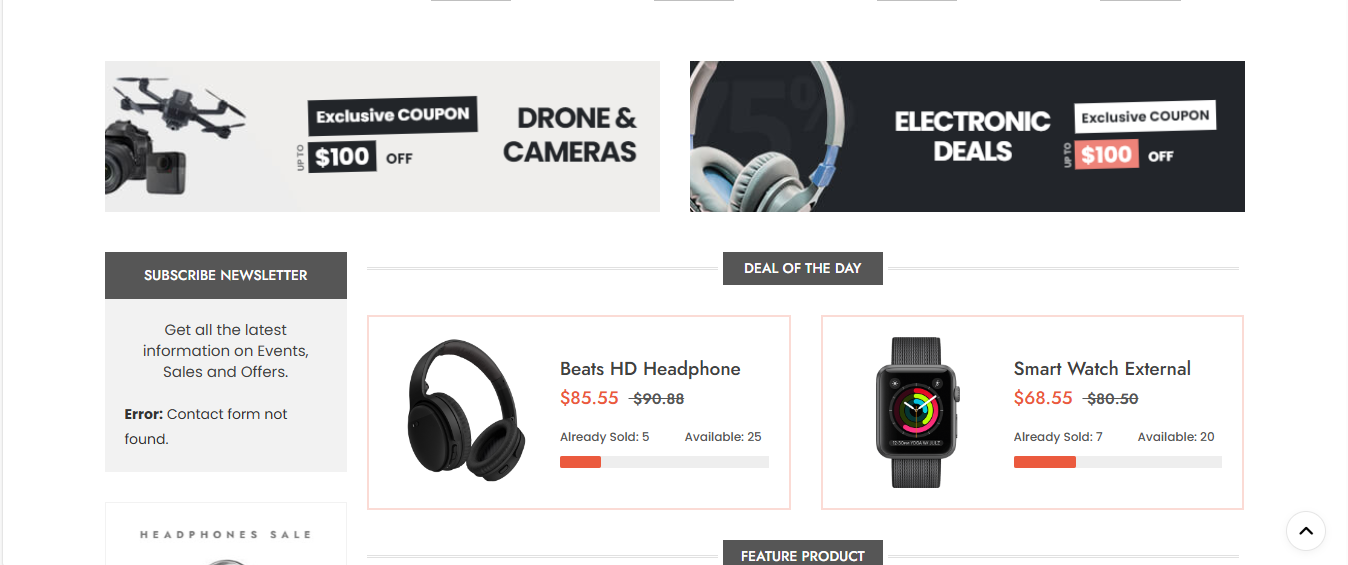 Exclusive COUPON
UP TO
$100 OFF
DRONE &
CAMERAS
75%
ELECTRONIC
DEALS
Exclusive COUPON
UP TO
$100 OFF
SUBSCRIBE NEWSLETTER
Get all the latest
information on Events,
Sales and Offers.
Error: Contact form not
found.
HEADPHONES SALE
DEAL OF THE DAY
Beats HD Headphone
$85.55 $90.88
Already Sold: 5 Available: 25
Smart Watch External
$68.55 $80.50
Already Sold: 7 Available: 20
FEATURE PRODUCT